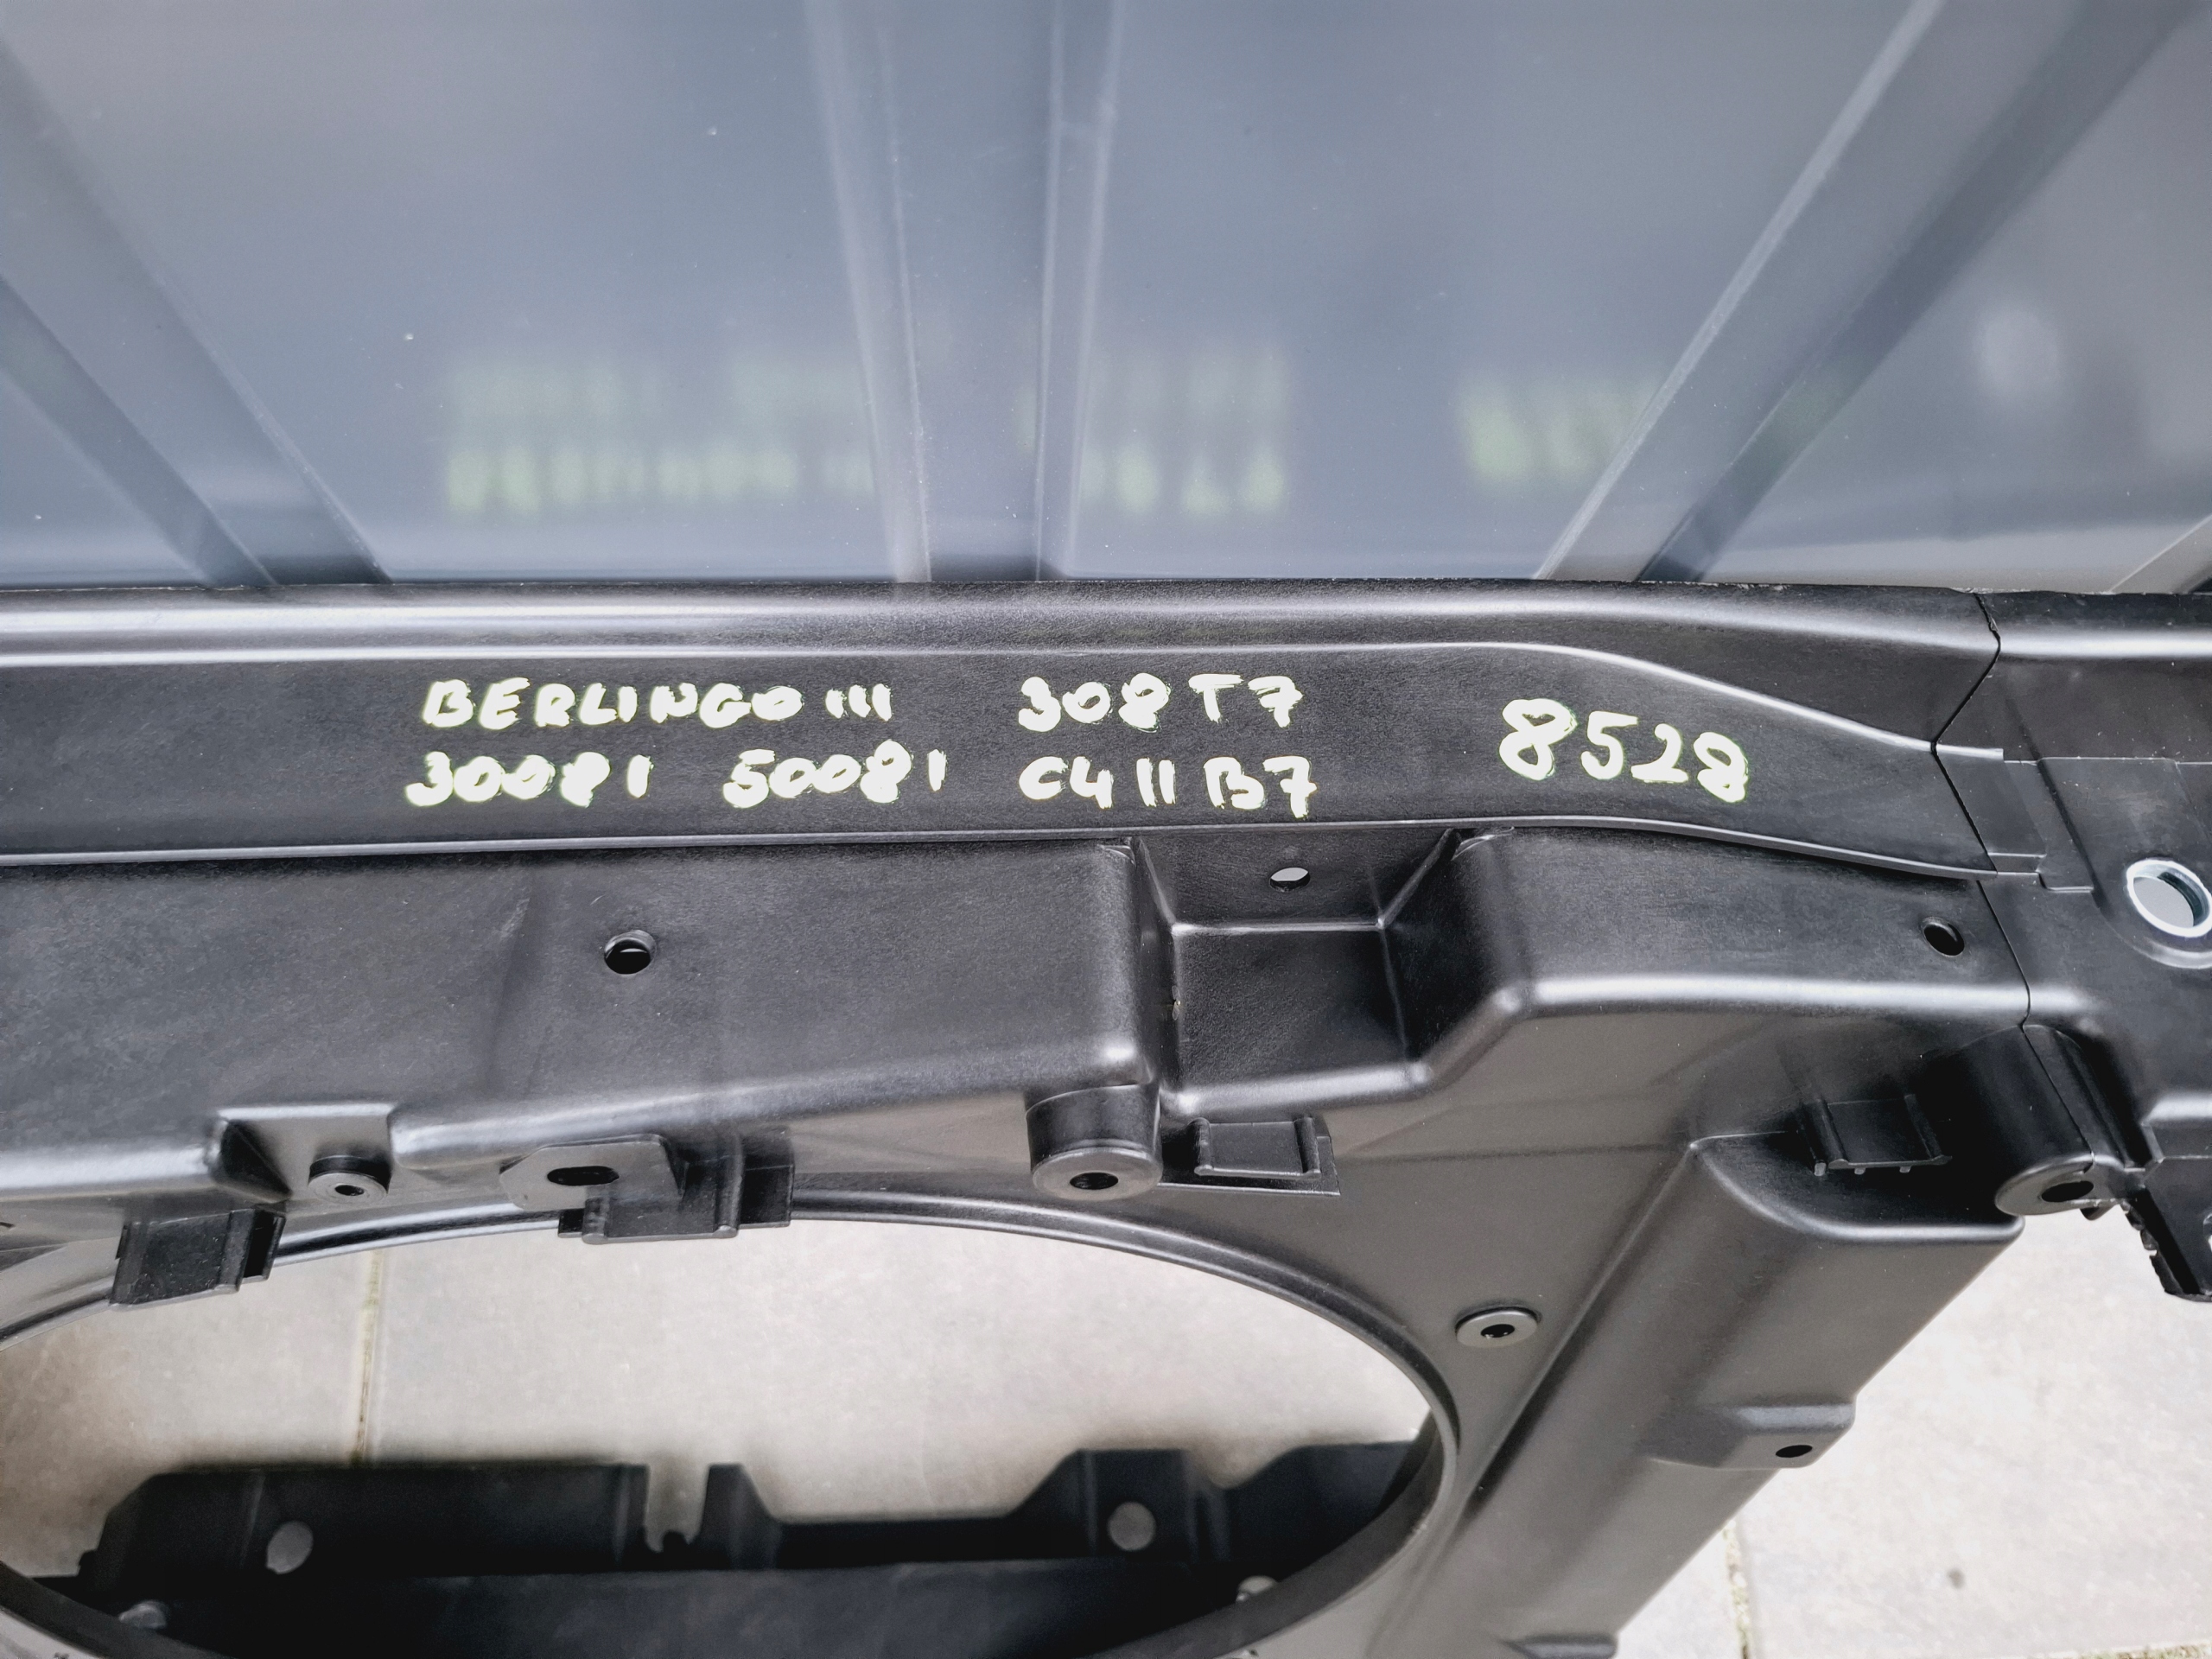 BERLINGO III 308 T7
3008 I 5008 I C4 II B7
8528